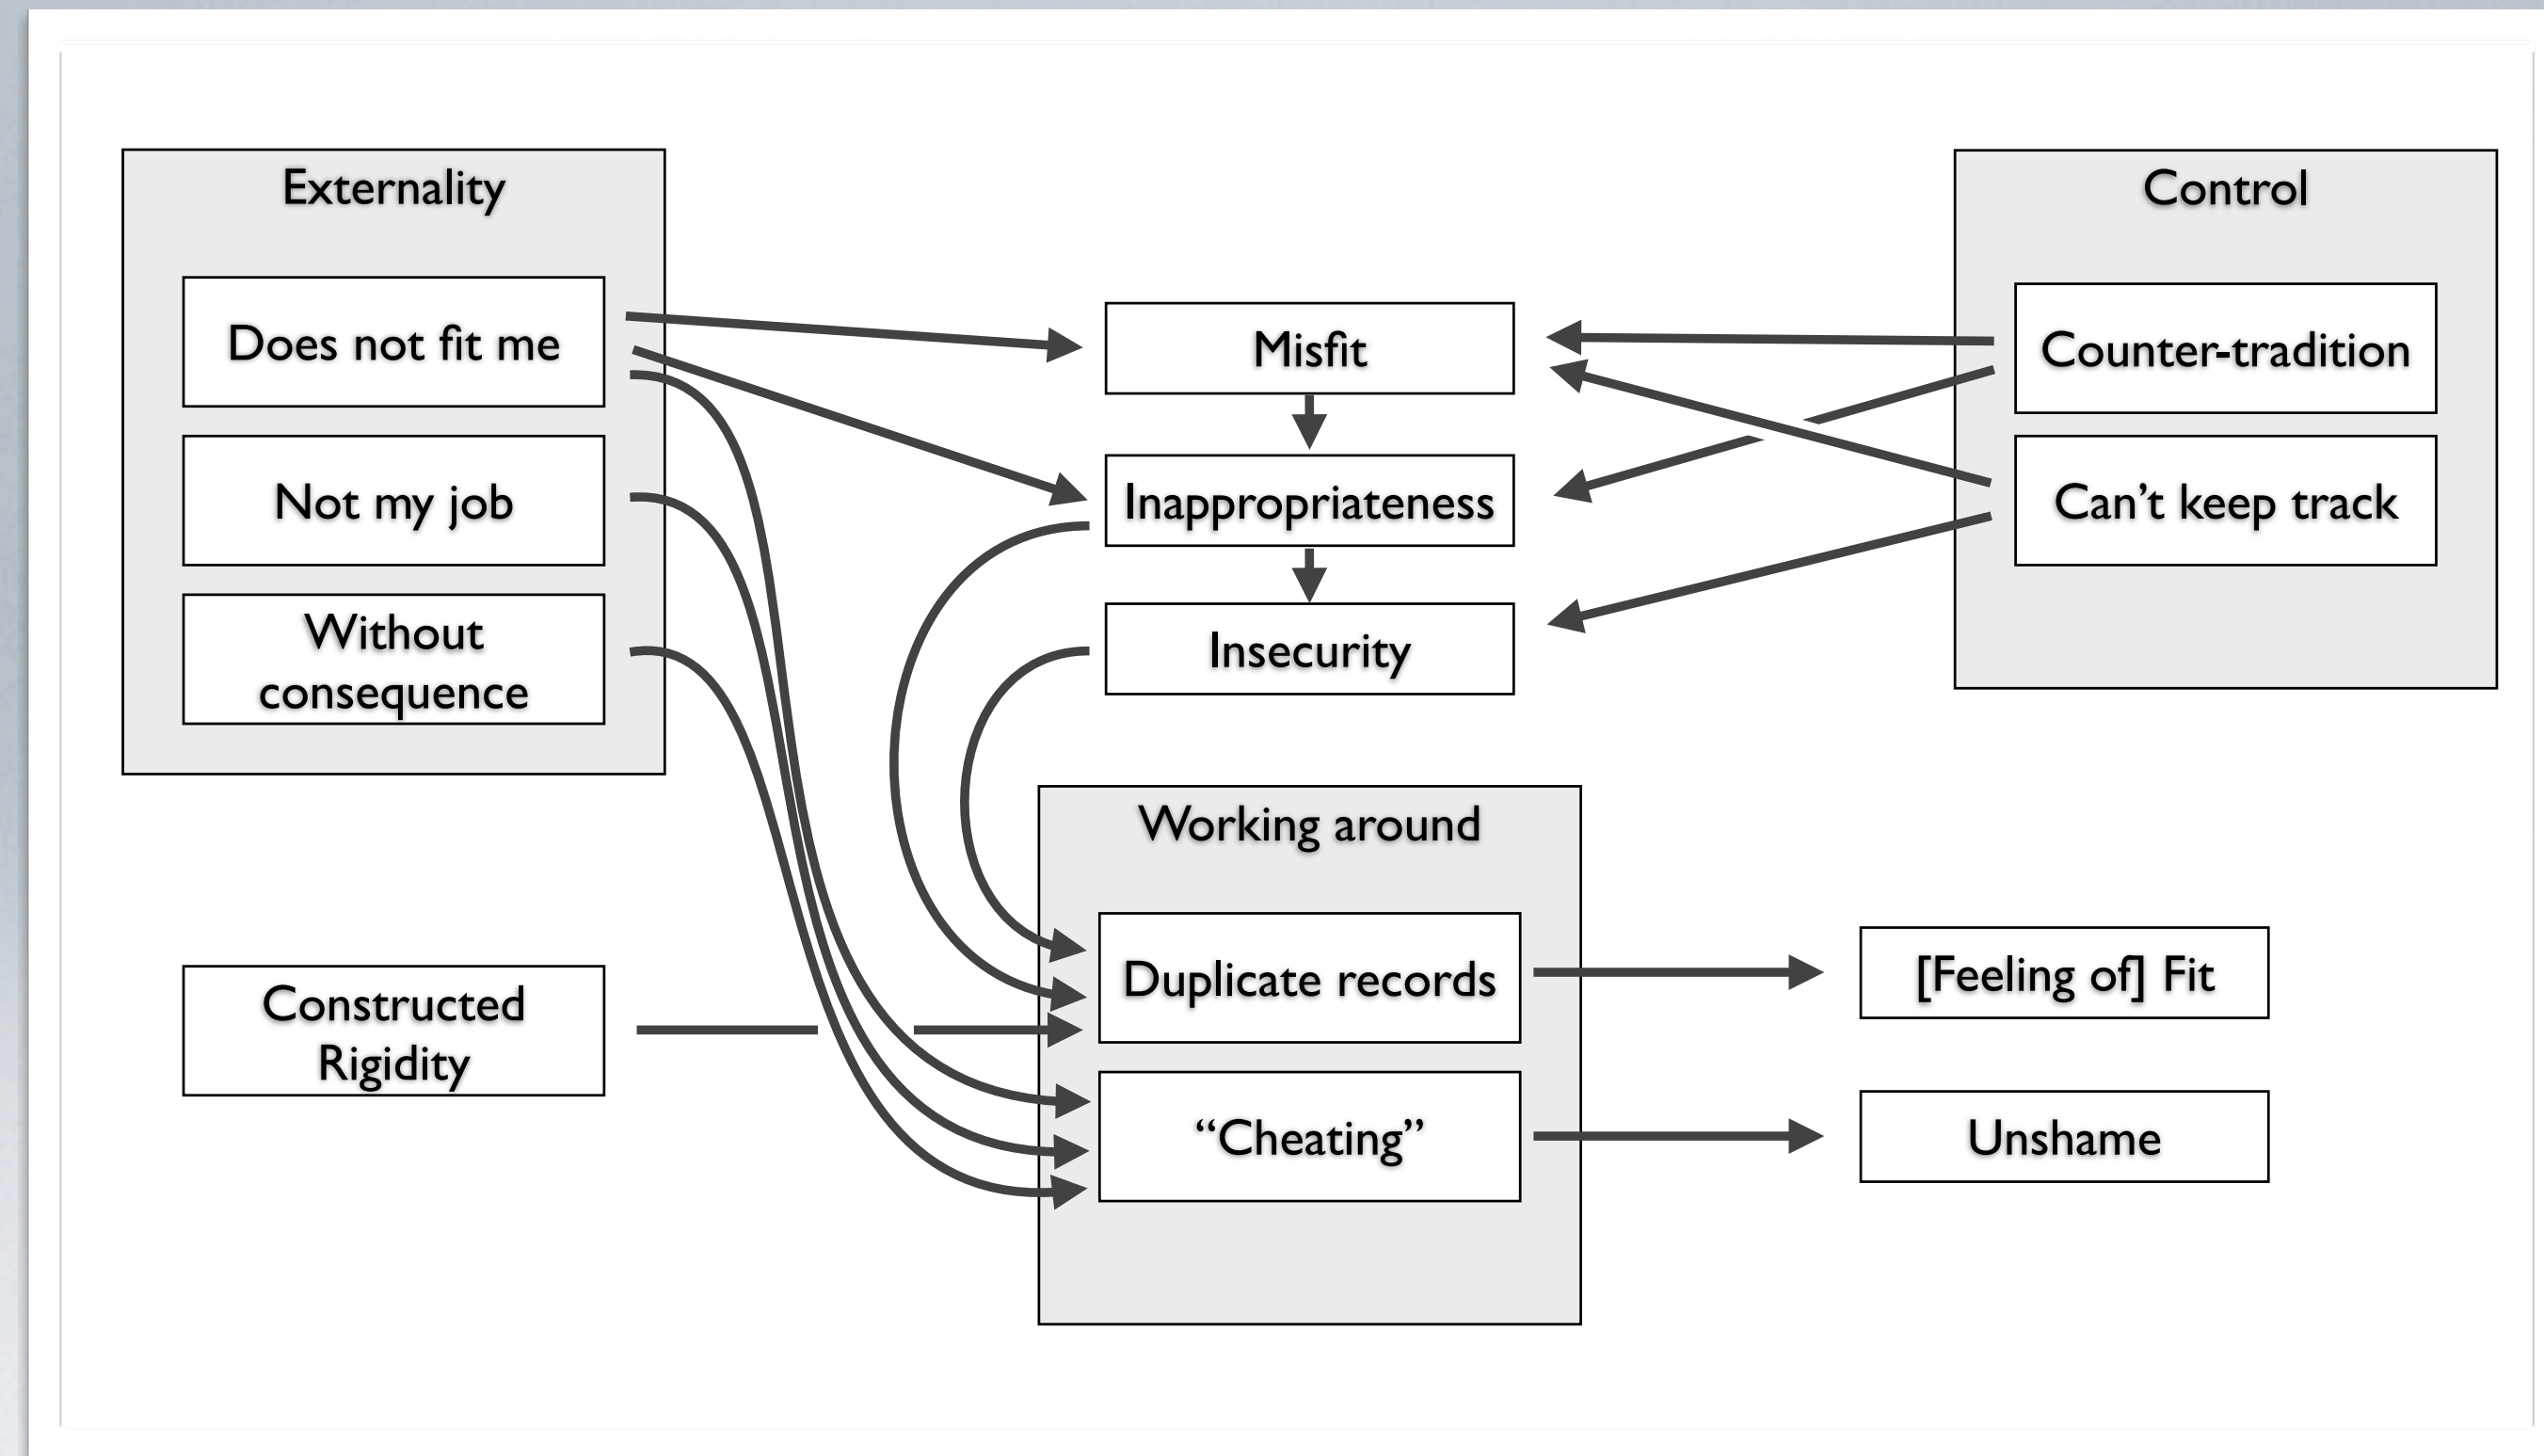 Externality
Does not fit me
Not my job
Without
consequence
Constructed
Rigidity
Misfit
Inappropriateness
Insecurity
Working around
Duplicate records
“Cheating”
Control
Counter-tradition
Can’t keep track
[Feeling of] Fit
Unshame